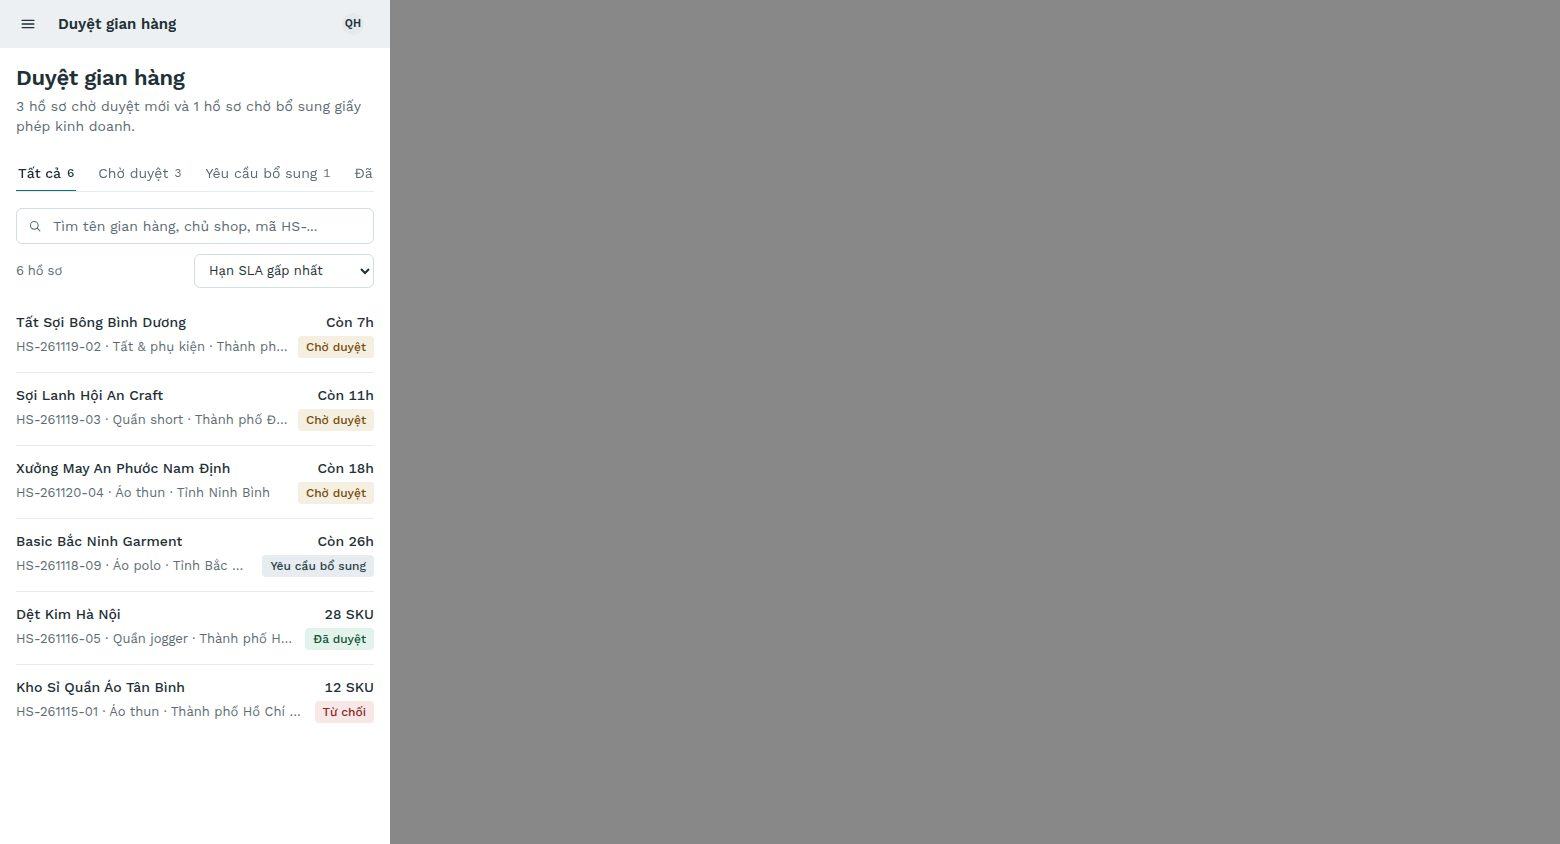 Duyệt gian hàng
QH
Duyệt gian hàng
3 hồ sơ chờ duyệt mới và 1 hồ sơ chờ bổ sung giấy
phép kinh doanh.
Tất cả 6 Chờ duyệt 3 Yêu cầu bổ sung 1 Đã
Tìm tên gian hàng, chủ shop, mã HS-...
6 hồ sơ
Hạn SLA gấp nhất
Tất Sợi Bông Bình Dương Còn 7h
HS-261119-02 · Tất & phụ kiện · Thành ph... Chờ duyệt
Sợi Lanh Hội An Craft Còn 11h
HS-261119-03 · Quần short · Thành phố Đ... Chờ duyệt
Xưởng May An Phước Nam Định Còn 18h
HS-261120-04 · Áo thun · Tỉnh Ninh Bình Chờ duyệt
Basic Bắc Ninh Garment Còn 26h
HS-261118-09 · Áo polo · Tỉnh Bắc ... Yêu cầu bổ sung
Dệt Kim Hà Nội 28 SKU
HS-261116-05 · Quần jogger · Thành phố H... Đã duyệt
Kho Sỉ Quần Áo Tân Bình 12 SKU
HS-261115-01 · Áo thun · Thành phố Hồ Chí ... Từ chối